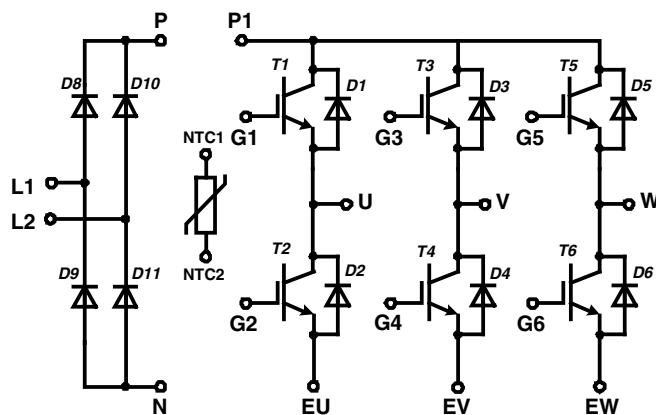 P P1
D8 D10 T1 D1 T3 D3 T5 D5
G1 G3 G5
NTC1
L1
L2
U V W
NTC2
D9 D11 T2 D2 T4 D4 T6 D6
G2 G4 G6
N EU EV EW